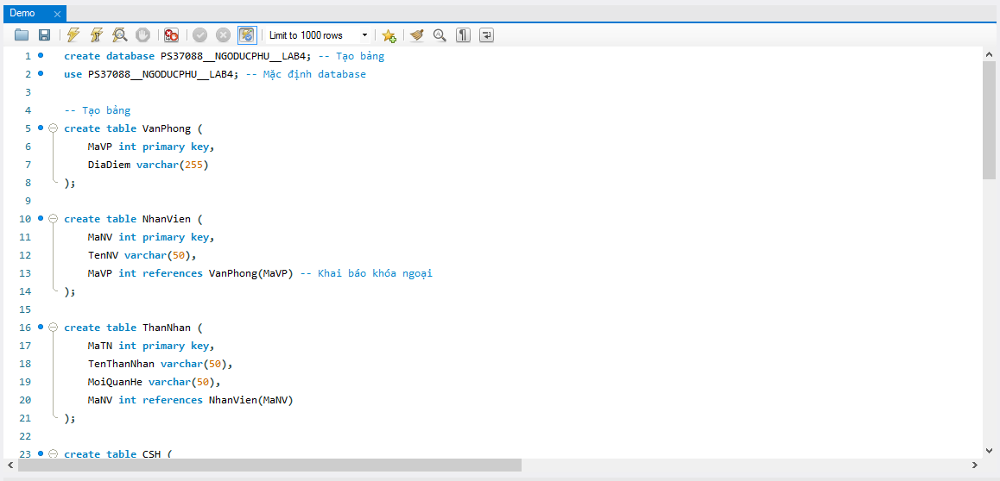 Demo
Limit to 1000 rows
1 create database PS37088__NGODUCPHU__LAB4; -- Tạo bảng
2 use PS37088__NGODUCPHU__LAB4; -- Mặc định database
3
4 -- Tạo bảng
5 create table VanPhong (
6 MaVP int primary key,
7 DiaDiem varchar(255)
8 );
9
10 create table NhanVien (
11 MaNV int primary key,
12 TenNV varchar(50),
13 MaVP int references VanPhong(MaVP) -- Khai báo khóa ngoại
14 );
15
16 create table ThanNhan (
17 MaTN int primary key,
18 TenThanNhan varchar(50),
19 MoiQuanHe varchar(50),
20 MaNV int references NhanVien(MaNV)
21 );
22
23 create table CSH (